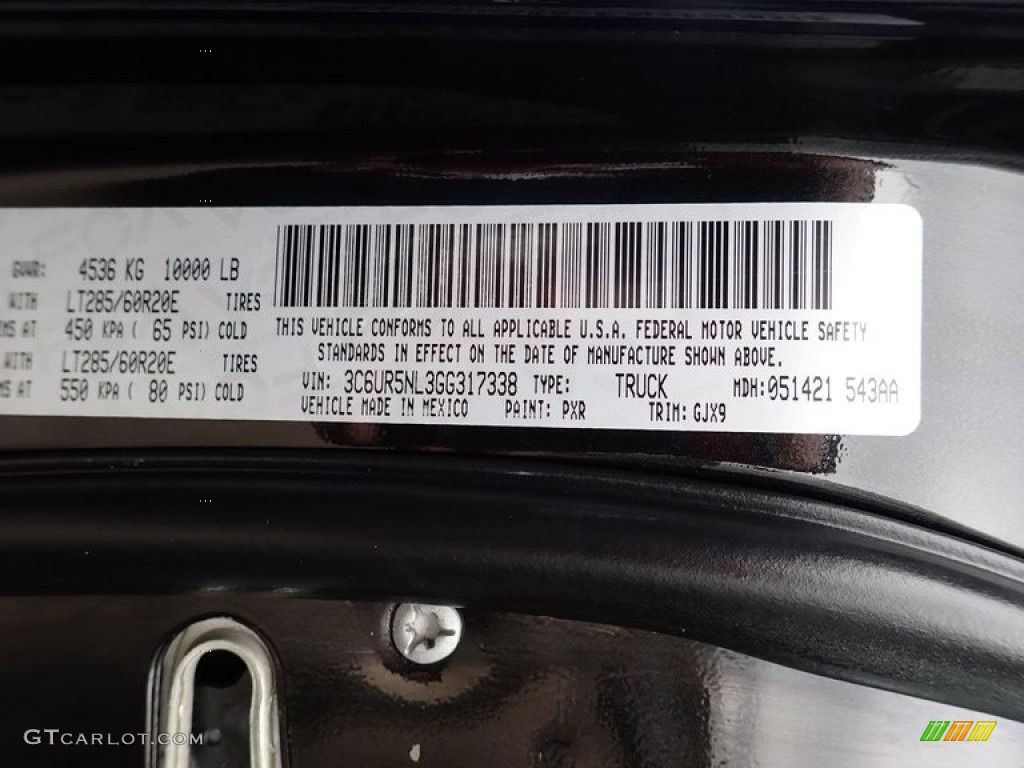 GVWR: 4536 KG 10000 LB
WITH LT285/60R20E TIRES
MS AT 450 KPA ( 65 PSI) COLD
WITH LT285/60R20E TIRES
MS AT 550 KPA ( 80 PSI) COLD
THIS VEHICLE CONFORMS TO ALL APPLICABLE U.S.A. FEDERAL MOTOR VEHICLE SAFETY
STANDARDS IN EFFECT ON THE DATE OF MANUFACTURE SHOWN ABOVE.
VIN: 3C6UR5NL3GG317338 TYPE: TRUCK MDH:051421 543AA
VEHICLE MADE IN MEXICO PAINT: PXR TRIM: GJX9
GTCARLOT.COM